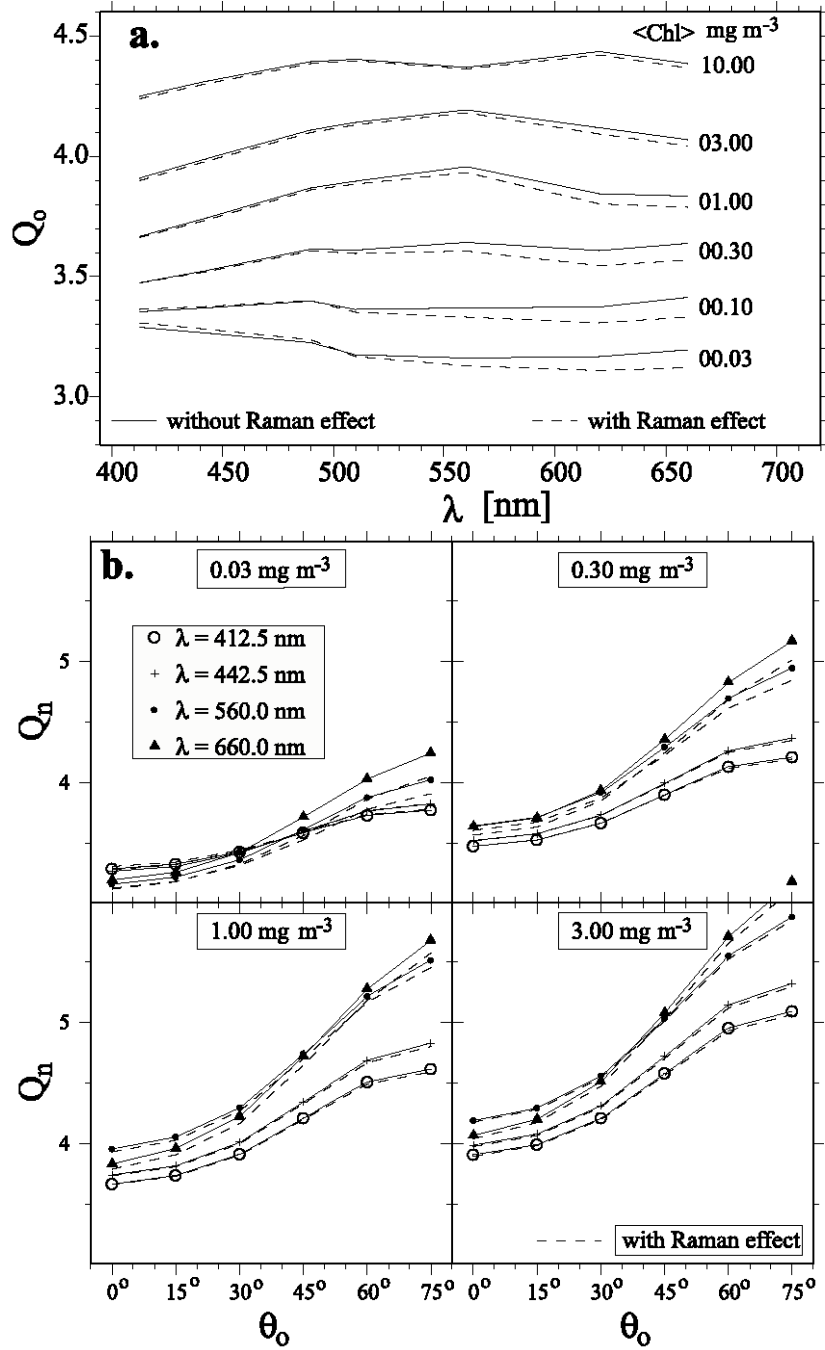 a.
<Chl> mg m⁻³
4.5
10.00
4.0
03.00
01.00
3.5
00.30
00.10
00.03
3.0
Qₒ
without Raman effect
with Raman effect
400 450 500 550 600 650 700
λ [nm]
b.
0.03 mg m⁻³
0.30 mg m⁻³
λ = 412.5 nm
λ = 442.5 nm
λ = 560.0 nm
λ = 660.0 nm
5
4
Qₙ
1.00 mg m⁻³
3.00 mg m⁻³
5
4
Qₙ
with Raman effect
0° 15° 30° 45° 60° 75°
0° 15° 30° 45° 60° 75°
θₒ
θₒ